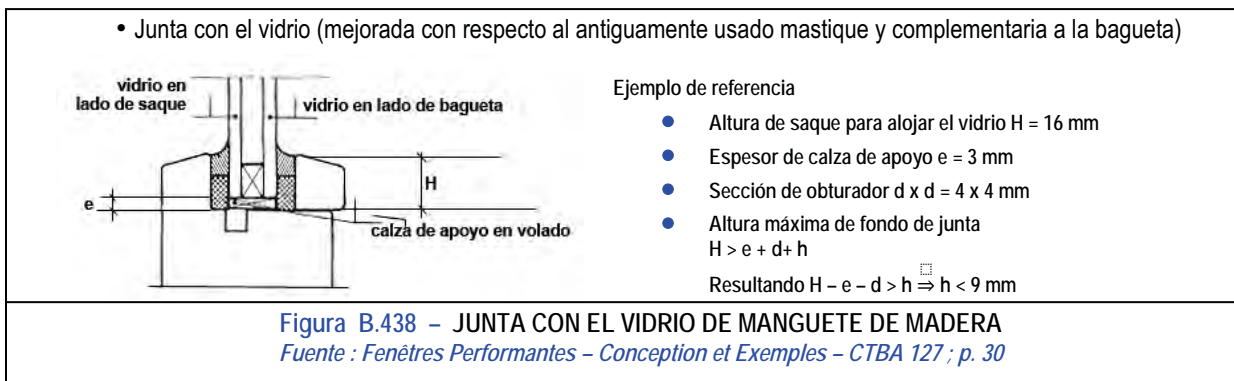 • Junta con el vidrio (mejorada con respecto al antiguamente usado mastique y complementaria a la bagueta)
vidrio en
lado de saque
vidrio en lado de bagueta
H
e
calza de apoyo en volado
Ejemplo de referencia
• Altura de saque para alojar el vidrio H = 16 mm
• Espesor de calza de apoyo e = 3 mm
• Sección de obturador d x d = 4 x 4 mm
• Altura máxima de fondo de junta
H > e + d+ h
Resultando H – e – d > h ⇒ h < 9 mm
Figura B.438 – JUNTA CON EL VIDRIO DE MANGUETE DE MADERA
Fuente : Fenêtres Performantes – Conception et Exemples – CTBA 127 ; p. 30